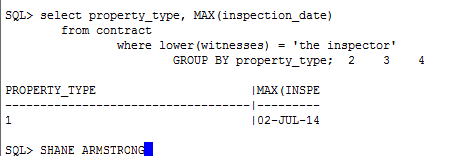 SQL> select property_type, MAX(inspection_date)
from contract
where lower(witnesses) = 'the inspector'
GROUP BY property_type;  2    3    4
PROPERTY_TYPE |MAX(INSPE
-------------------------------------|---------
1 |02-JUL-14
SQL> SHANE ARMSTRONG